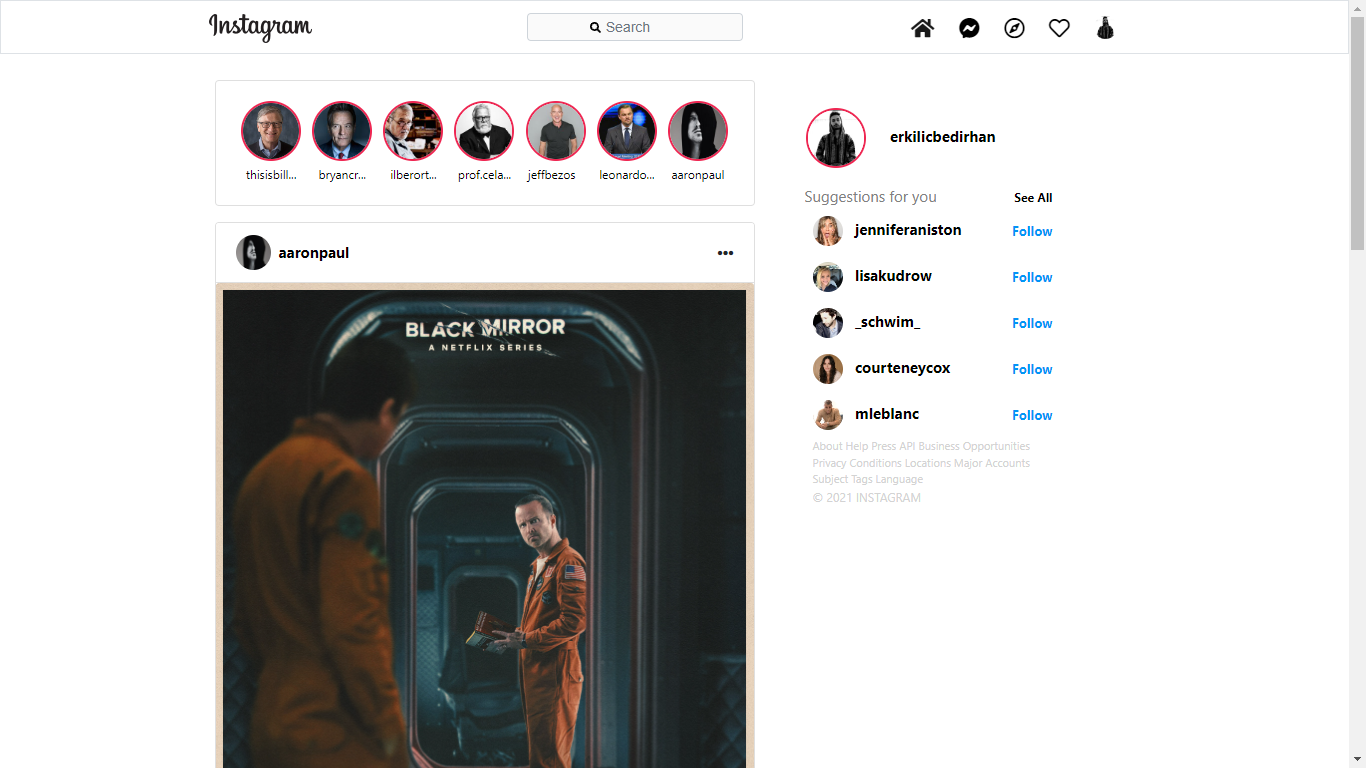 Instagram
Search
thisisbill...
bryancr...
ilberort...
prof.cela...
jeffbezos
leonardo...
aaronpaul
erkilicbedirhan
Suggestions for you
See All
jenniferaniston
Follow
lisakudrow
Follow
_schwim_
Follow
courteneycox
Follow
mleblanc
Follow
About Help Press API Business Opportunities
Privacy Conditions Locations Major Accounts
Subject Tags Language
© 2021 INSTAGRAM
aaronpaul
BLACK MIRROR
A NETFLIX SERIES